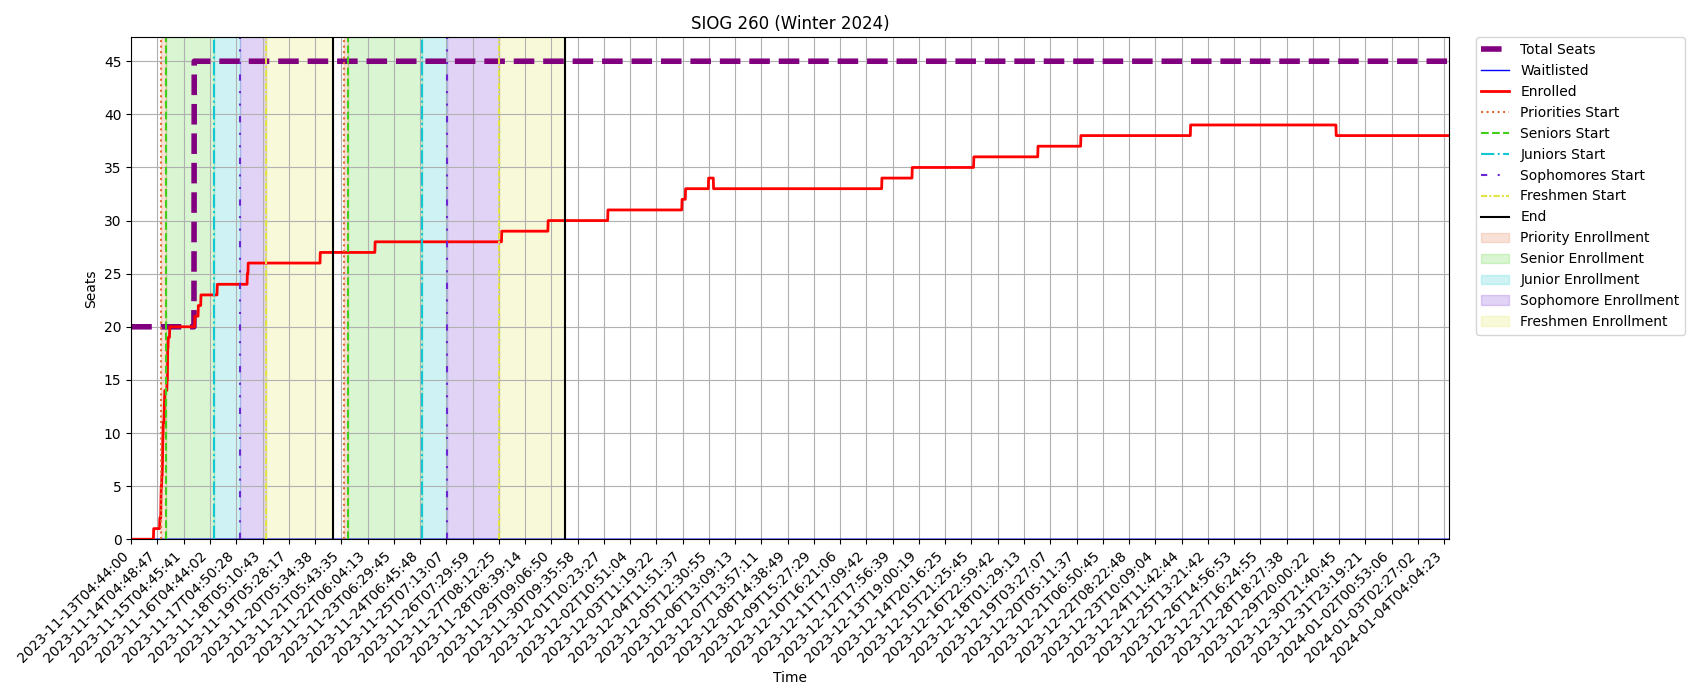 SIOG 260 (Winter 2024)
Seats
45
40
35
30
25
20
15
10
5
0
2023-11-13T04:44:00
2023-11-14T04:48:47
2023-11-15T04:45:41
2023-11-16T04:44:02
2023-11-17T04:50:28
2023-11-18T05:10:43
2023-11-19T05:28:17
2023-11-20T05:34:38
2023-11-21T05:43:35
2023-11-22T06:04:13
2023-11-23T06:29:45
2023-11-24T06:45:48
2023-11-25T07:13:07
2023-11-26T07:29:59
2023-11-27T08:12:25
2023-11-28T08:39:14
2023-11-29T09:06:50
2023-11-30T09:35:58
2023-12-01T10:23:27
2023-12-02T10:51:04
2023-12-03T11:19:22
2023-12-04T11:51:37
2023-12-05T12:30:55
2023-12-06T13:09:13
2023-12-07T13:57:11
2023-12-08T14:38:49
2023-12-09T15:27:29
2023-12-10T16:21:06
2023-12-11T17:09:42
2023-12-12T17:56:39
2023-12-13T19:00:19
2023-12-14T20:16:25
2023-12-15T21:25:45
2023-12-16T22:59:42
2023-12-18T01:29:13
2023-12-19T03:27:07
2023-12-20T05:11:37
2023-12-21T06:50:45
2023-12-22T08:22:48
2023-12-23T10:09:04
2023-12-24T11:42:44
2023-12-25T13:21:42
2023-12-26T14:56:53
2023-12-27T16:24:55
2023-12-28T18:27:38
2023-12-29T20:00:22
2023-12-30T21:40:45
2023-12-31T23:19:21
2024-01-02T00:53:06
2024-01-03T02:27:02
2024-01-04T04:04:23
Time
Total Seats
Waitlisted
Enrolled
Priorities Start
Seniors Start
Juniors Start
Sophomores Start
Freshmen Start
End
Priority Enrollment
Senior Enrollment
Junior Enrollment
Sophomore Enrollment
Freshmen Enrollment